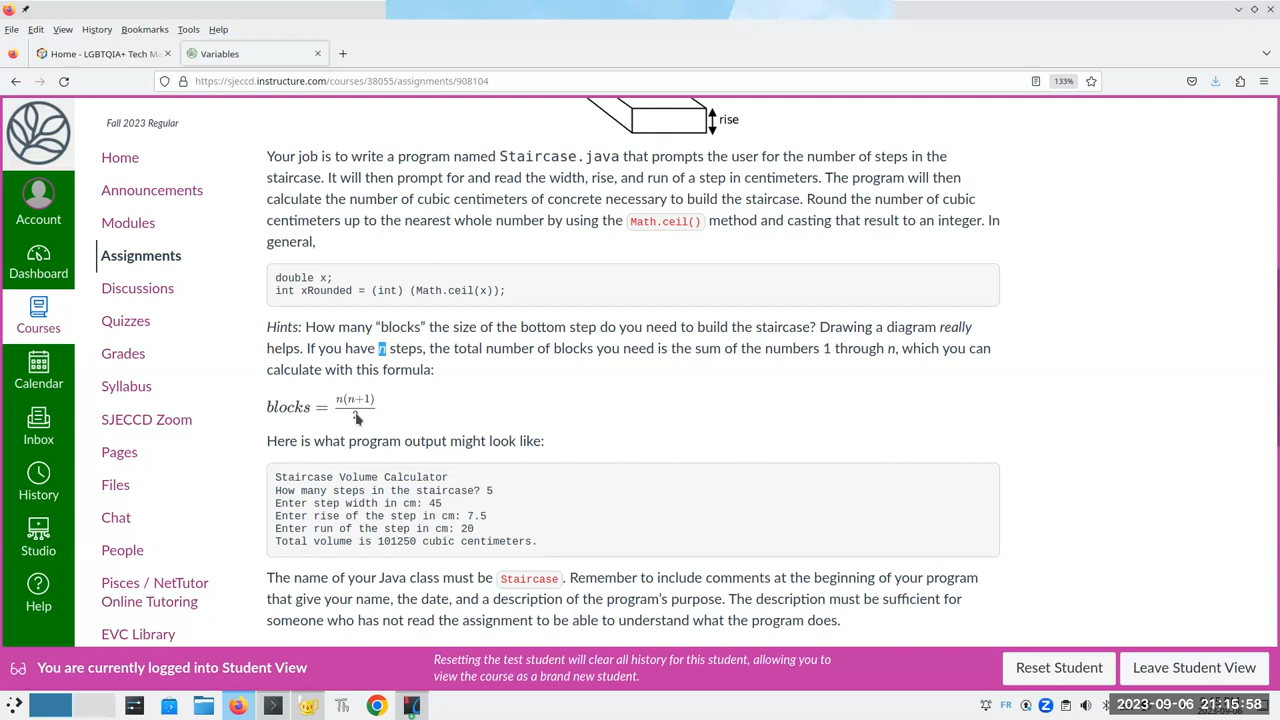 File Edit View History Bookmarks Tools Help
Home - LGBTQIA+ Tech Ma
Variables
https://sjeccd.instructure.com/courses/38055/assignments/908104
133%
Fall 2023 Regular
Account
Dashboard
Courses
Calendar
Inbox
History
Studio
Help
Home
Announcements
Modules
Assignments
Discussions
Quizzes
Grades
Syllabus
SJECCD Zoom
Pages
Files
Chat
People
Pisces / NetTutor
Online Tutoring
EVC Library
rise
Your job is to write a program named Staircase.java that prompts the user for the number of steps in the
staircase. It will then prompt for and read the width, rise, and run of a step in centimeters. The program will then
calculate the number of cubic centimeters of concrete necessary to build the staircase. Round the number of cubic
centimeters up to the nearest whole number by using the Math.ceil() method and casting that result to an integer. In
general,
double x;
int xRounded = (int) (Math.ceil(x));
Hints: How many “blocks” the size of the bottom step do you need to build the staircase? Drawing a diagram really
helps. If you have n steps, the total number of blocks you need is the sum of the numbers 1 through n, which you can
calculate with this formula:
blocks = n(n+1)
Here is what program output might look like:
Staircase Volume Calculator
How many steps in the staircase? 5
Enter step width in cm: 45
Enter rise of the step in cm: 7.5
Enter run of the step in cm: 20
Total volume is 101250 cubic centimeters.
The name of your Java class must be Staircase. Remember to include comments at the beginning of your program
that give your name, the date, and a description of the program’s purpose. The description must be sufficient for
someone who has not read the assignment to be able to understand what the program does.
You are currently logged into Student View
Resetting the test student will clear all history for this student, allowing you to
view the course as a brand new student.
Reset Student
Leave Student View
Th
FR
2023-09-06 21:15:58